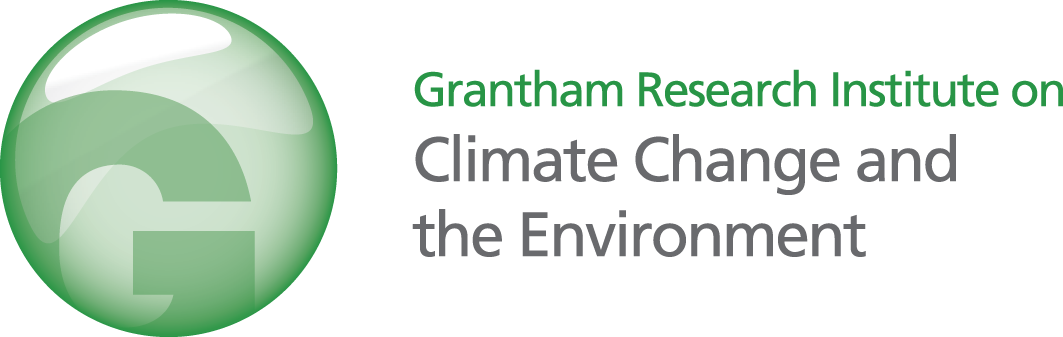 Grantham Research Institute on
Climate Change and
the Environment